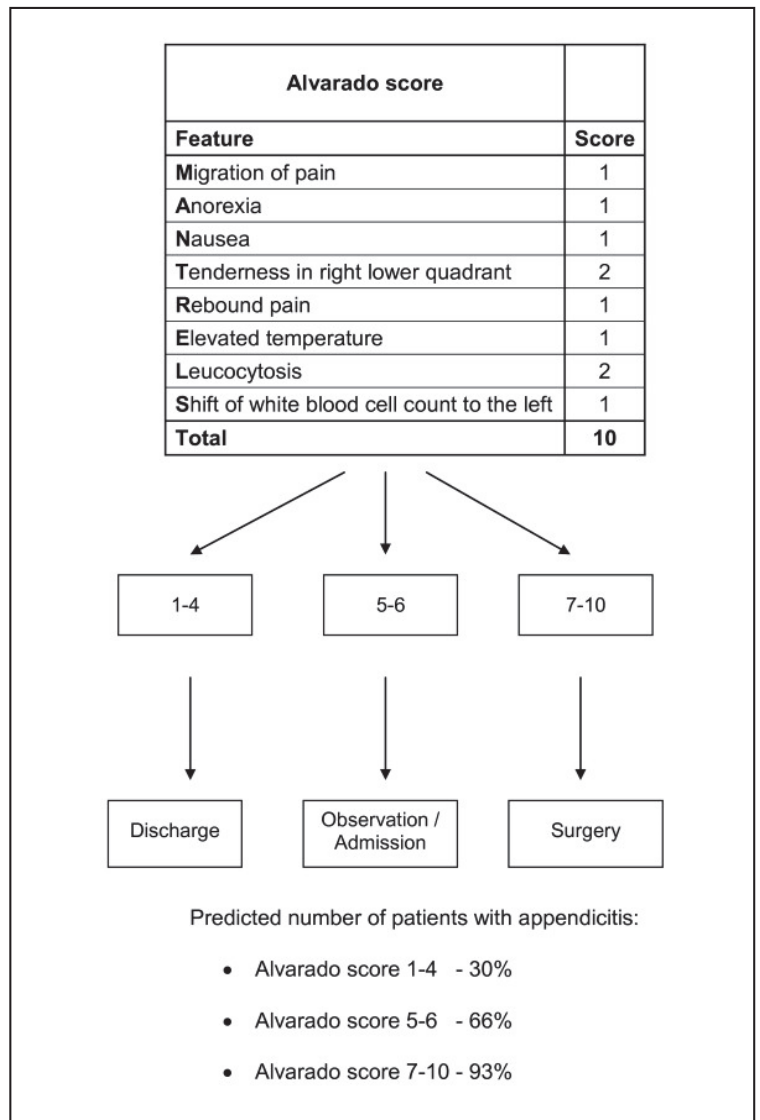 Alvarado score
Feature Score
Migration of pain 1
Anorexia 1
Nausea 1
Tenderness in right lower quadrant 2
Rebound pain 1
Elevated temperature 1
Leucocytosis 2
Shift of white blood cell count to the left 1
Total 10
1-4 5-6 7-10
Discharge Observation / Admission Surgery
Predicted number of patients with appendicitis:
• Alvarado score 1-4 - 30%
• Alvarado score 5-6 - 66%
• Alvarado score 7-10 - 93%